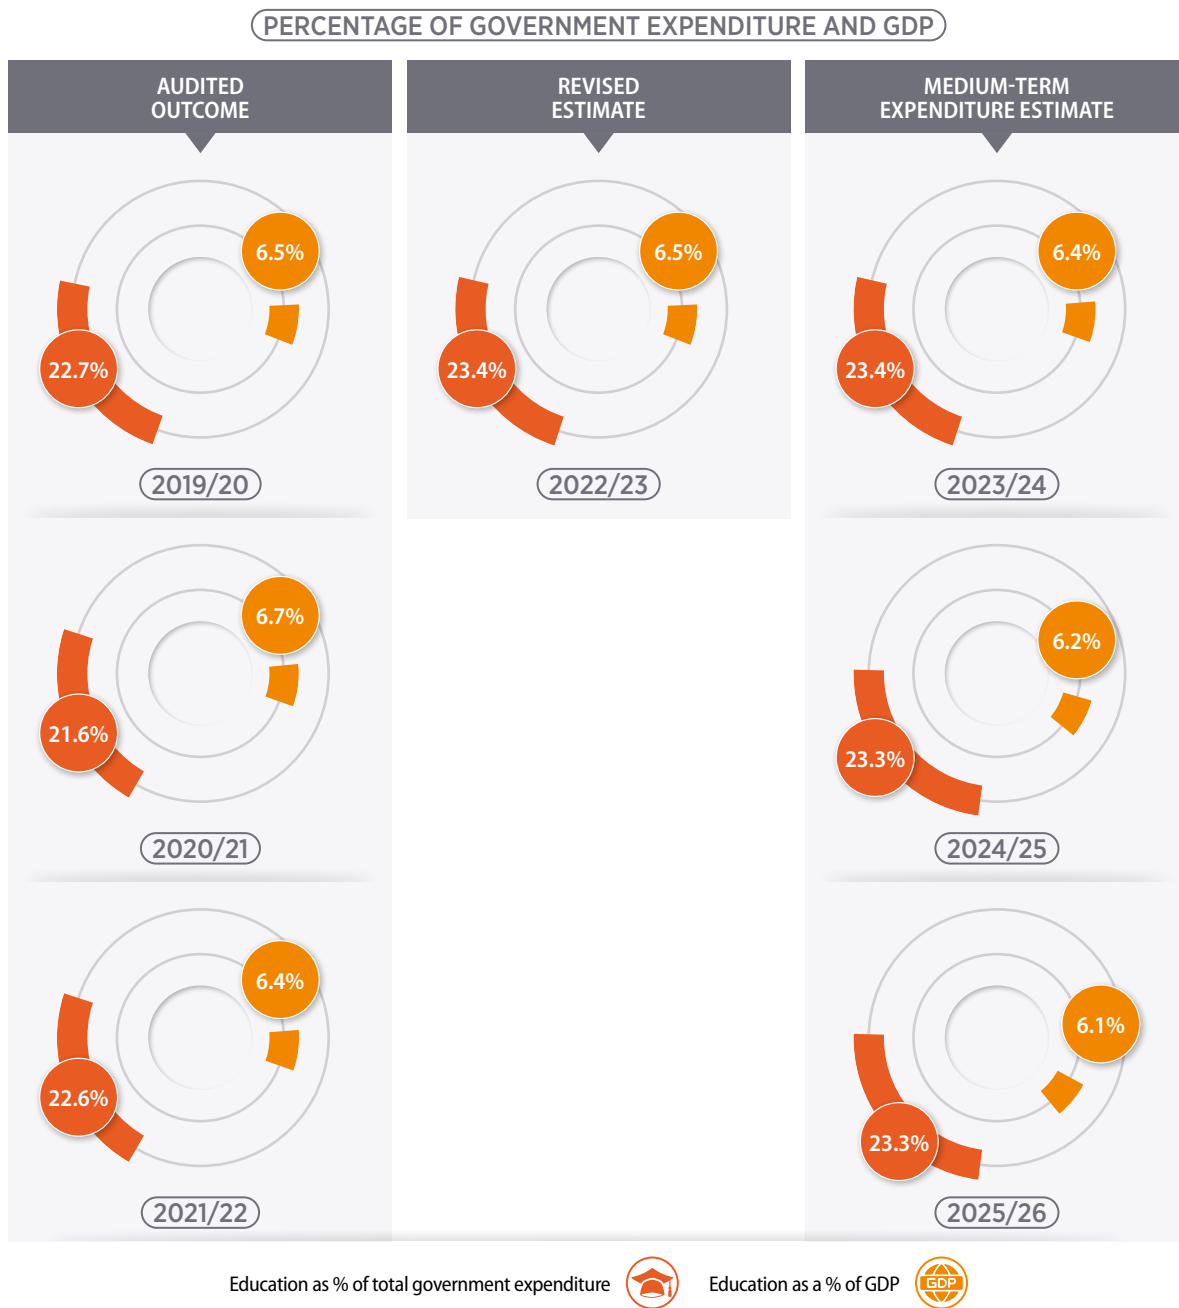 PERCENTAGE OF GOVERNMENT EXPENDITURE AND GDP
AUDITED
OUTCOME
6.5%
22.7%
2019/20
6.7%
21.6%
2020/21
6.4%
22.6%
2021/22
REVISED
ESTIMATE
6.5%
23.4%
2022/23
MEDIUM-TERM
EXPENDITURE ESTIMATE
6.4%
23.4%
2023/24
6.2%
23.3%
2024/25
6.1%
23.3%
2025/26
Education as % of total government expenditure
Education as a % of GDP
GDP